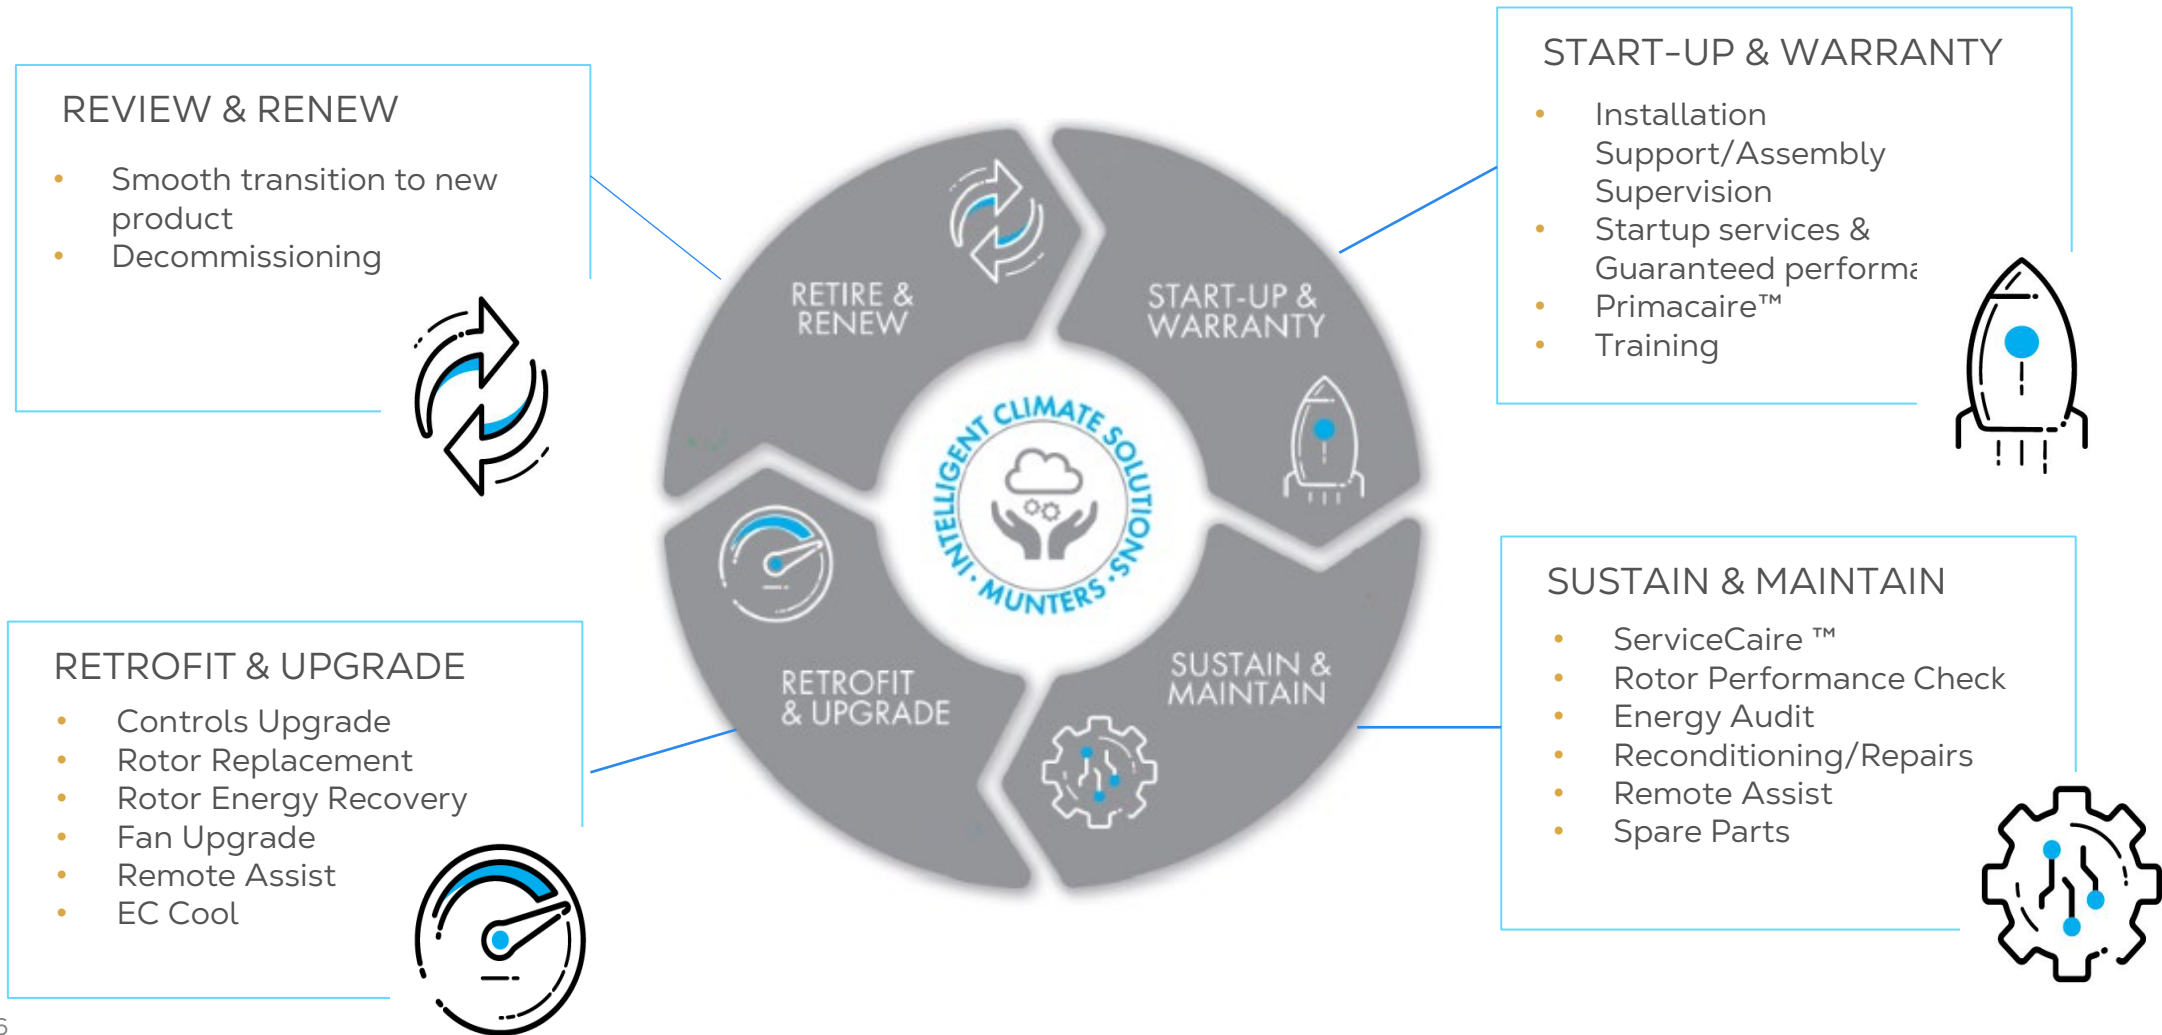 REVIEW & RENEW
• Smooth transition to new
product
• Decommissioning
START-UP & WARRANTY
• Installation
Support/Assembly
Supervision
• Startup services &
Guaranteed performa
• Primacaire™
• Training
RETIRE &
RENEW
START-UP &
WARRANTY
INTELLIGENT CLIMATE SOLUTIONS
· MUNTERS ·
RETROFIT
& UPGRADE
SUSTAIN &
MAINTAIN
RETROFIT & UPGRADE
• Controls Upgrade
• Rotor Replacement
• Rotor Energy Recovery
• Fan Upgrade
• Remote Assist
• EC Cool
SUSTAIN & MAINTAIN
• ServiceCaire ™
• Rotor Performance Check
• Energy Audit
• Reconditioning/Repairs
• Remote Assist
• Spare Parts